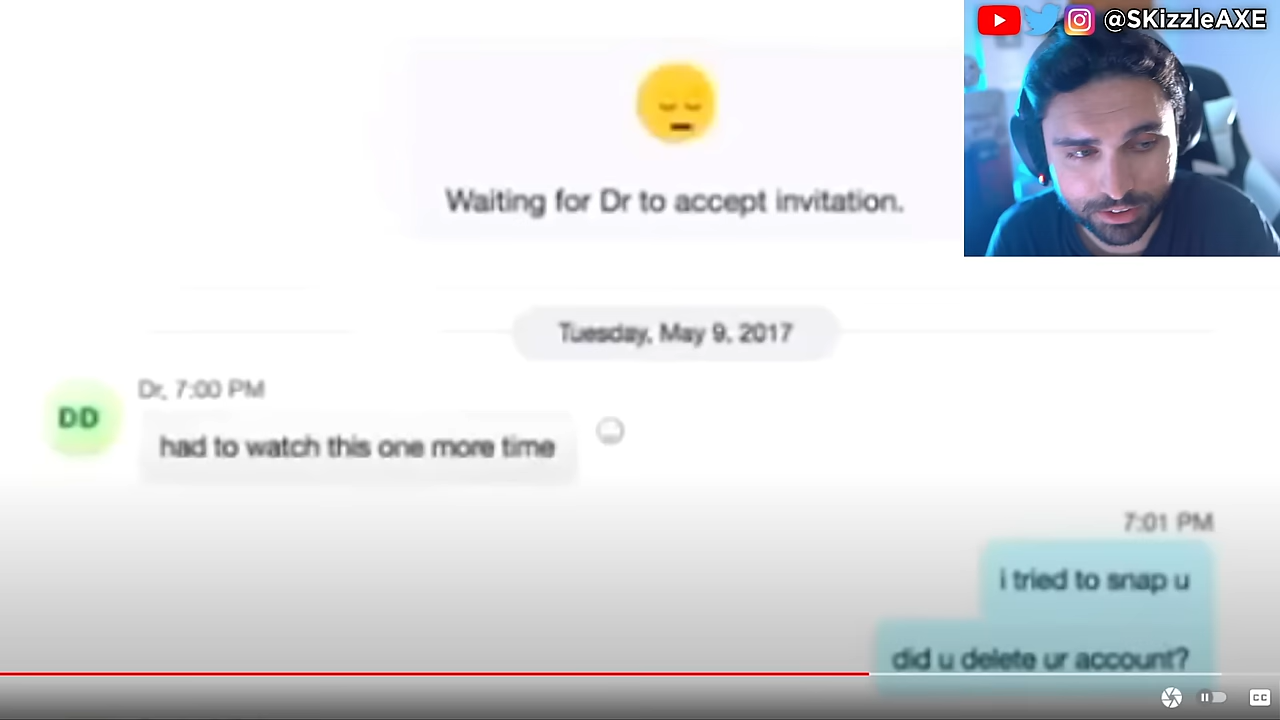 @SKizzleAXE
Waiting for Dr to accept invitation.
Tuesday, May 9, 2017
Dr, 7:00 PM
DD
had to watch this one more time
7:01 PM
i tried to snap u
did u delete ur account?
CC